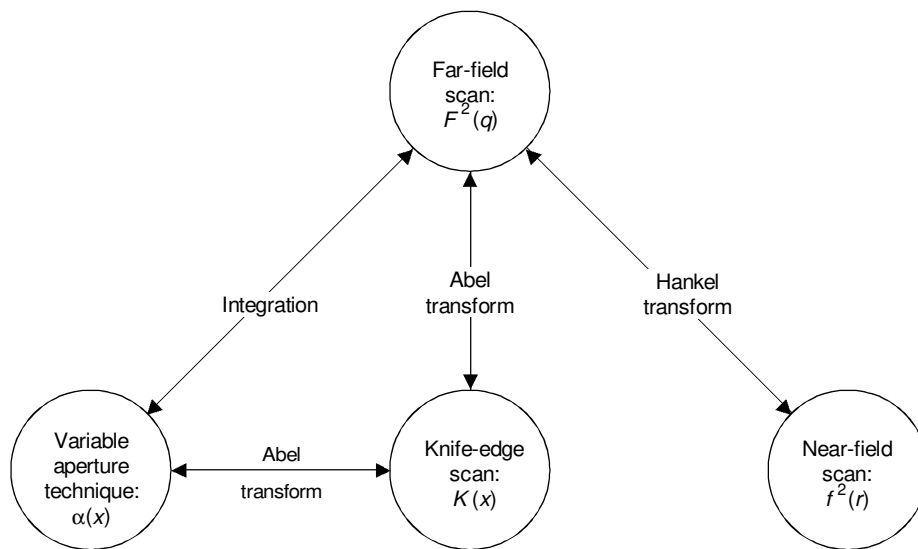 Far-field
scan:
F²(q)
Integration
Abel
transform
Hankel
transform
Variable
aperture
technique:
α(x)
Abel
transform
Knife-edge
scan:
K(x)
Near-field
scan:
f²(r)